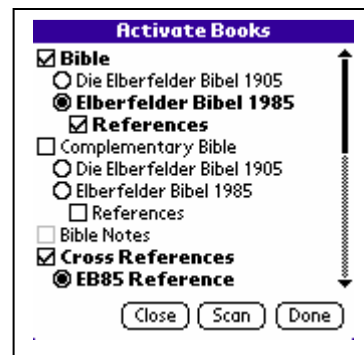 Activate Books
Bible
Die Elberfelder Bibel 1905
Elberfelder Bibel 1985
References
Complementary Bible
Die Elberfelder Bibel 1905
Elberfelder Bibel 1985
References
Bible Notes
Cross References
EB85 Reference
Close Scan Done